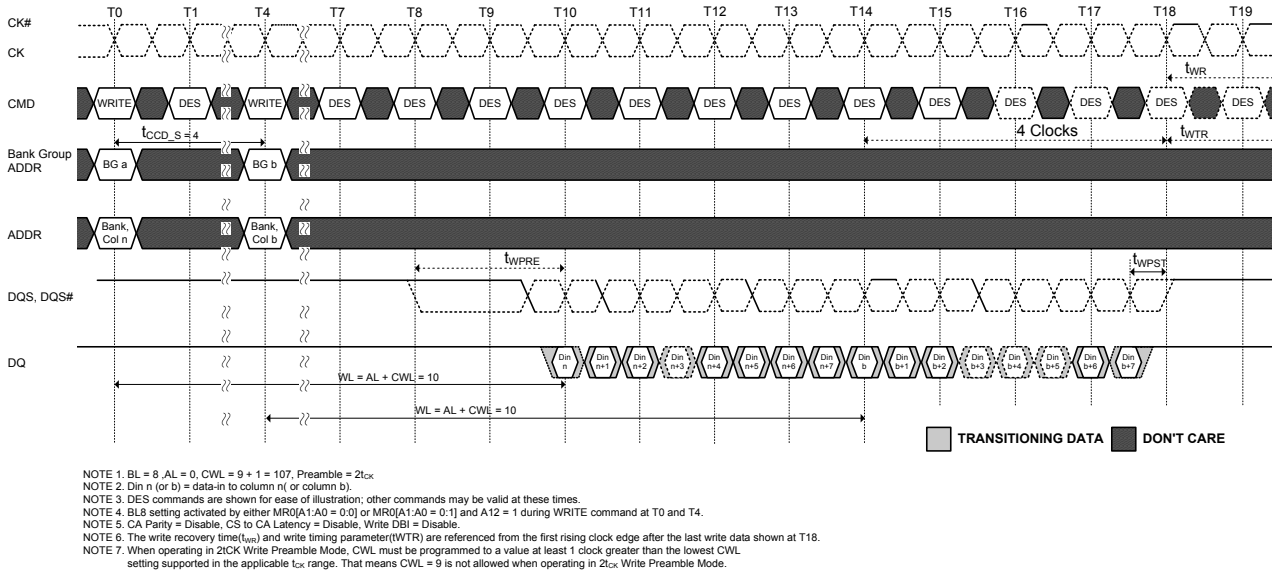 T0 T1 T4 T7 T8 T9 T10 T11 T12 T13 T14 T15 T16 T17 T18 T19
CK#
CK
tWR
CMD
WRITE DES WRITE DES DES DES DES DES DES DES DES DES DES DES DES DES
tCCD_S = 4
4 Clocks
tWTR
Bank Group
ADDR
BG a BG b
ADDR
Bank,
Col n
Bank,
Col b
tWPRE
tWPST
DQS, DQS#
DQ
Din
n
Din
n+1
Din
n+2
Din
n+3
Din
n+4
Din
n+5
Din
n+6
Din
n+7
Din
b
Din
b+1
Din
b+2
Din
b+3
Din
b+4
Din
b+5
Din
b+6
Din
b+7
WL = AL + CWL = 10
WL = AL + CWL = 10
TRANSITIONING DATA DON'T CARE
NOTE 1. BL = 8 ,AL = 0, CWL = 9 + 1 = 107, Preamble = 2tCK
NOTE 2. Din n (or b) = data-in to column n( or column b).
NOTE 3. DES commands are shown for ease of illustration; other commands may be valid at these times.
NOTE 4. BL8 setting activated by either MR0[A1:A0 = 0:0] or MR0[A1:A0 = 0:1] and A12 = 1 during WRITE command at T0 and T4.
NOTE 5. CA Parity = Disable, CS to CA Latency = Disable, Write DBI = Disable.
NOTE 6. The write recovery time(tWR) and write timing parameter(tWTR) are referenced from the first rising clock edge after the last write data shown at T18.
NOTE 7. When operating in 2tCK Write Preamble Mode, CWL must be programmed to a value at least 1 clock greater than the lowest CWL
setting supported in the applicable tCK range. That means CWL = 9 is not allowed when operating in 2tCK Write Preamble Mode.